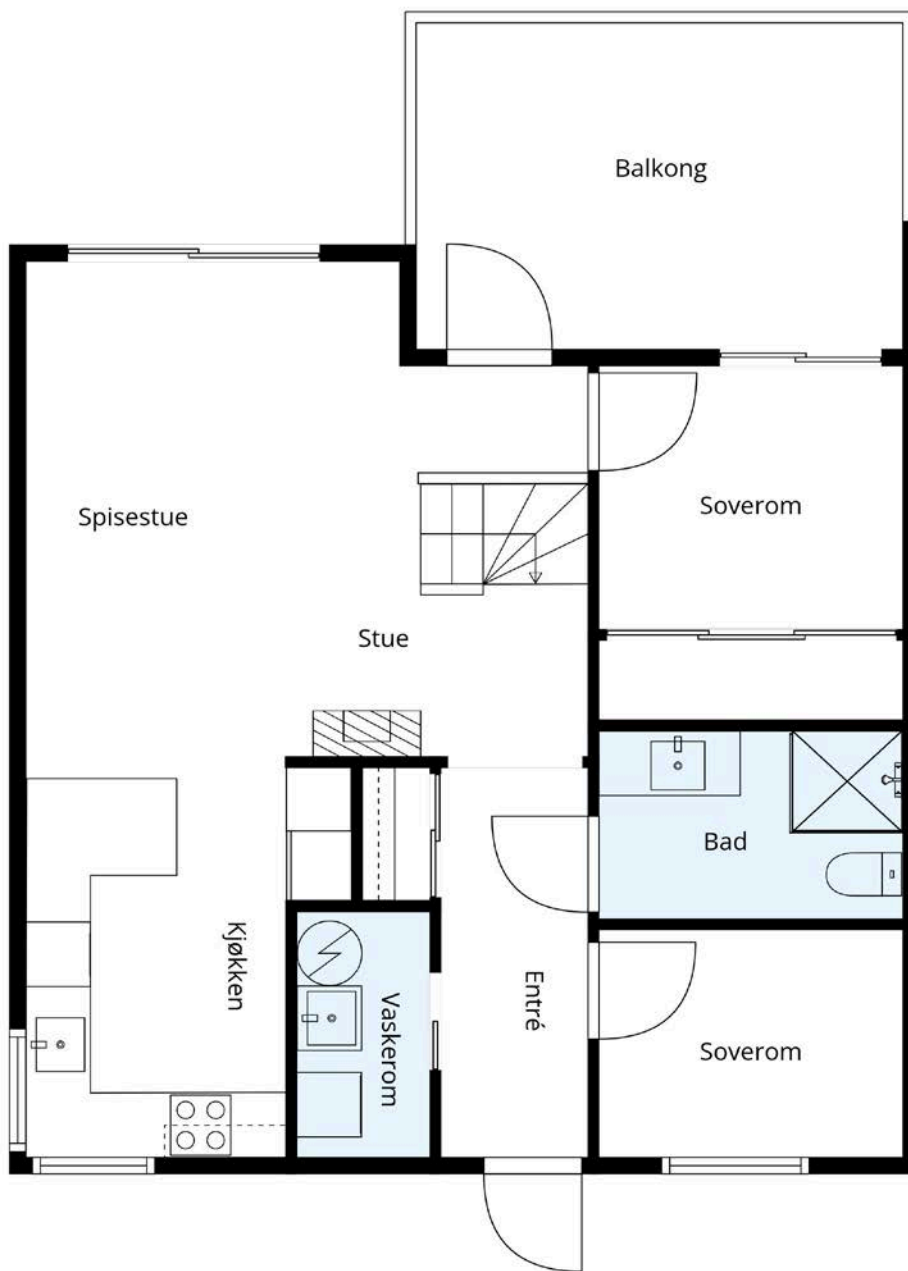 Balkong
Spisestue
Soverom
Stue
Bad
Kjøkken
Vaskerom
Entré
Soverom